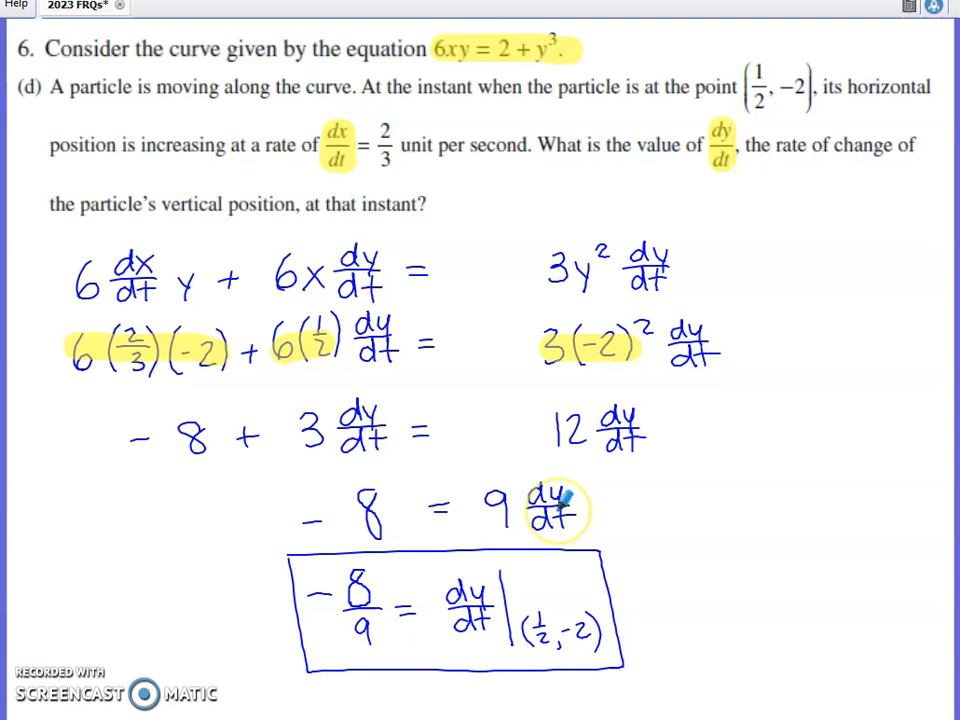 Help 2023 FRQs*
6. Consider the curve given by the equation 6xy = 2 + y³.
(d) A particle is moving along the curve. At the instant when the particle is at the point (1/2, −2), its horizontal
position is increasing at a rate of dx/dt = 2/3 unit per second. What is the value of dy/dt, the rate of change of
the particle's vertical position, at that instant?
6 dx/dt y + 6x dy/dt = 3y² dy/dt
6(2/3)(-2) + 6(1/2) dy/dt = 3(-2)² dy/dt
- 8 + 3 dy/dt = 12 dy/dt
- 8 = 9 dy/dt
-8/9 = dy/dt |(1/2, -2)
RECORDED WITH
SCREENCAST MATIC